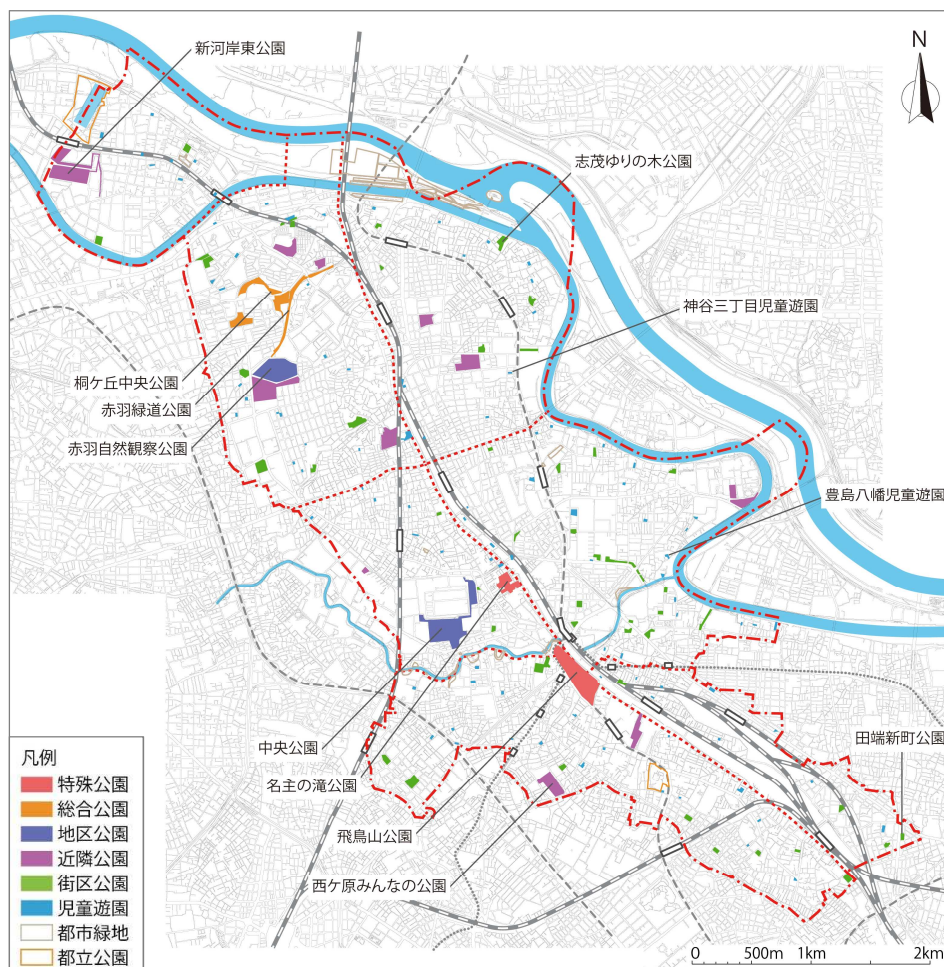 新河岸東公園
N
志茂ゆりの木公園
神谷三丁目児童遊園
桐ケ丘中央公園
赤羽緑道公園
赤羽自然観察公園
豊島八幡児童遊園
田端新町公園
中央公園
名主の滝公園
飛鳥山公園
西ケ原みんなの公園
凡例
特殊公園
総合公園
地区公園
近隣公園
街区公園
児童遊園
都市緑地
都立公園
0 500m 1km 2km